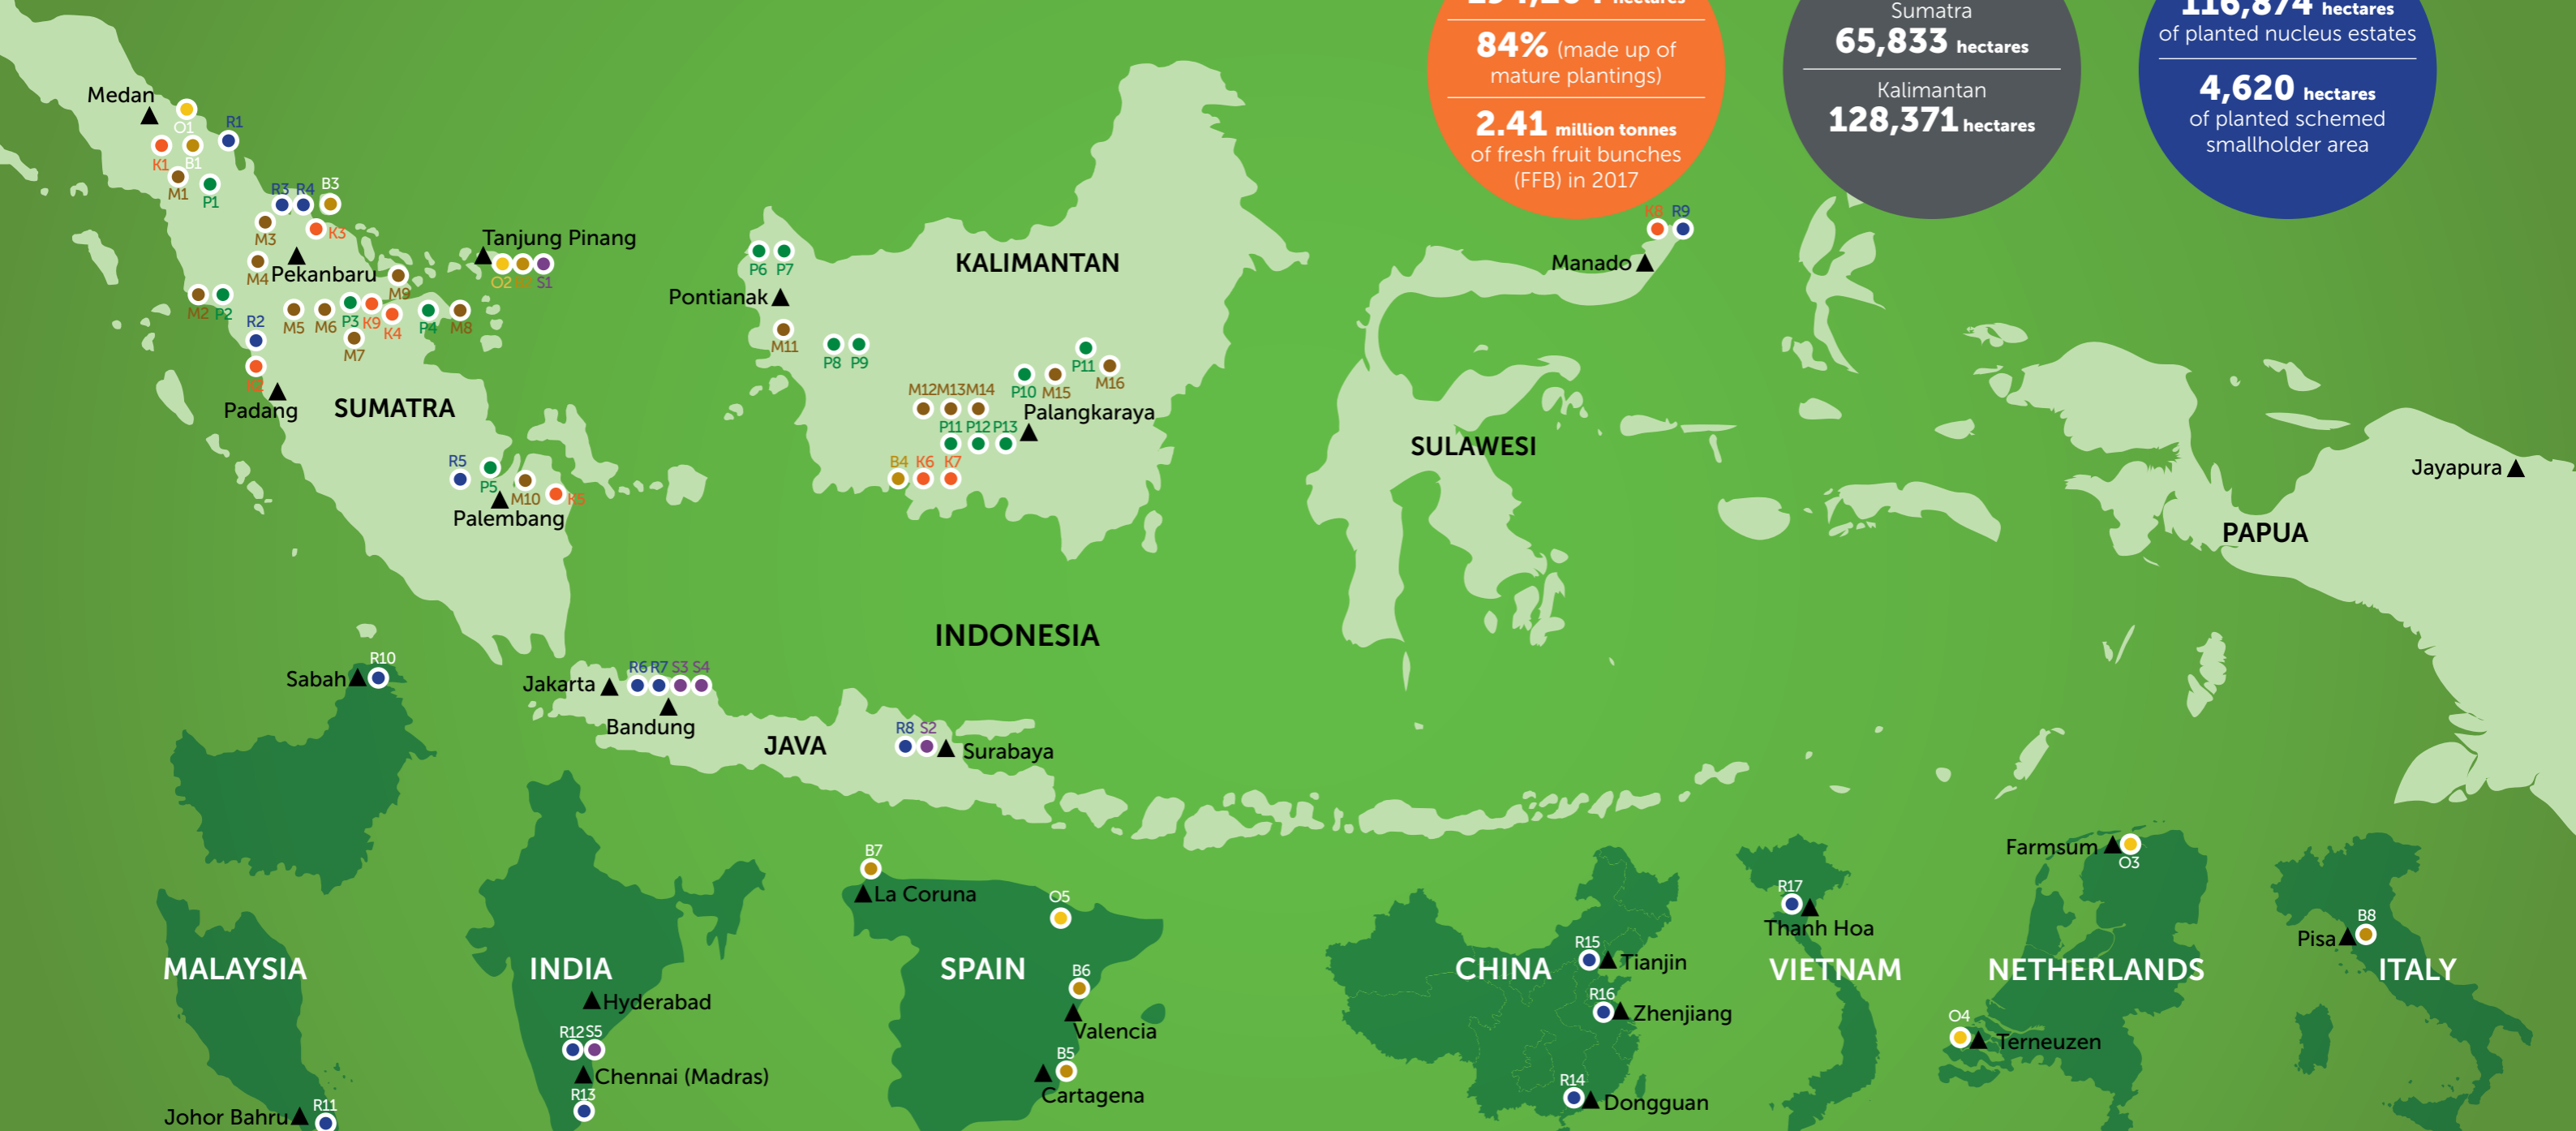 hectares
84% (made up of
mature plantings)
2.41 million tonnes
of fresh fruit bunches
(FFB) in 2017
Sumatra
65,833 hectares
Kalimantan
128,371 hectares
116,874 hectares
of planted nucleus estates
4,620 hectares
of planted schemed
smallholder area
Medan
O1
R1
K1
B1
M1
P1
R3 R4 B3
M3
K3
M4
Pekanbaru
M9
M2 P2
M5 M6 P3 K9 K4 P4 M8
M7
R2
K2
Padang
SUMATRA
Tanjung Pinang
O2 B2 S1
R5
P5
M10 K5
Palembang
KALIMANTAN
P6 P7
Pontianak
M11
P8 P9
P11
P10 M15 M16
M12 M13 M14
Palangkaraya
P11 P12 P13
B4 K6 K7
K8 R9
Manado
SULAWESI
Jayapura
PAPUA
INDONESIA
Jakarta
R6 R7 S3 S4
Bandung
JAVA
R8 S2
Surabaya
Sabah
R10
MALAYSIA
Johor Bahru
R11
INDIA
Hyderabad
R12 S5
Chennai (Madras)
R13
B7
La Coruna
O5
SPAIN
B6
Valencia
B5
Cartagena
CHINA
R15
Tianjin
R16
Zhenjiang
R14
Dongguan
R17
Thanh Hoa
VIETNAM
Farmsum
O3
NETHERLANDS
O4
Terneuzen
B8
Pisa
ITALY